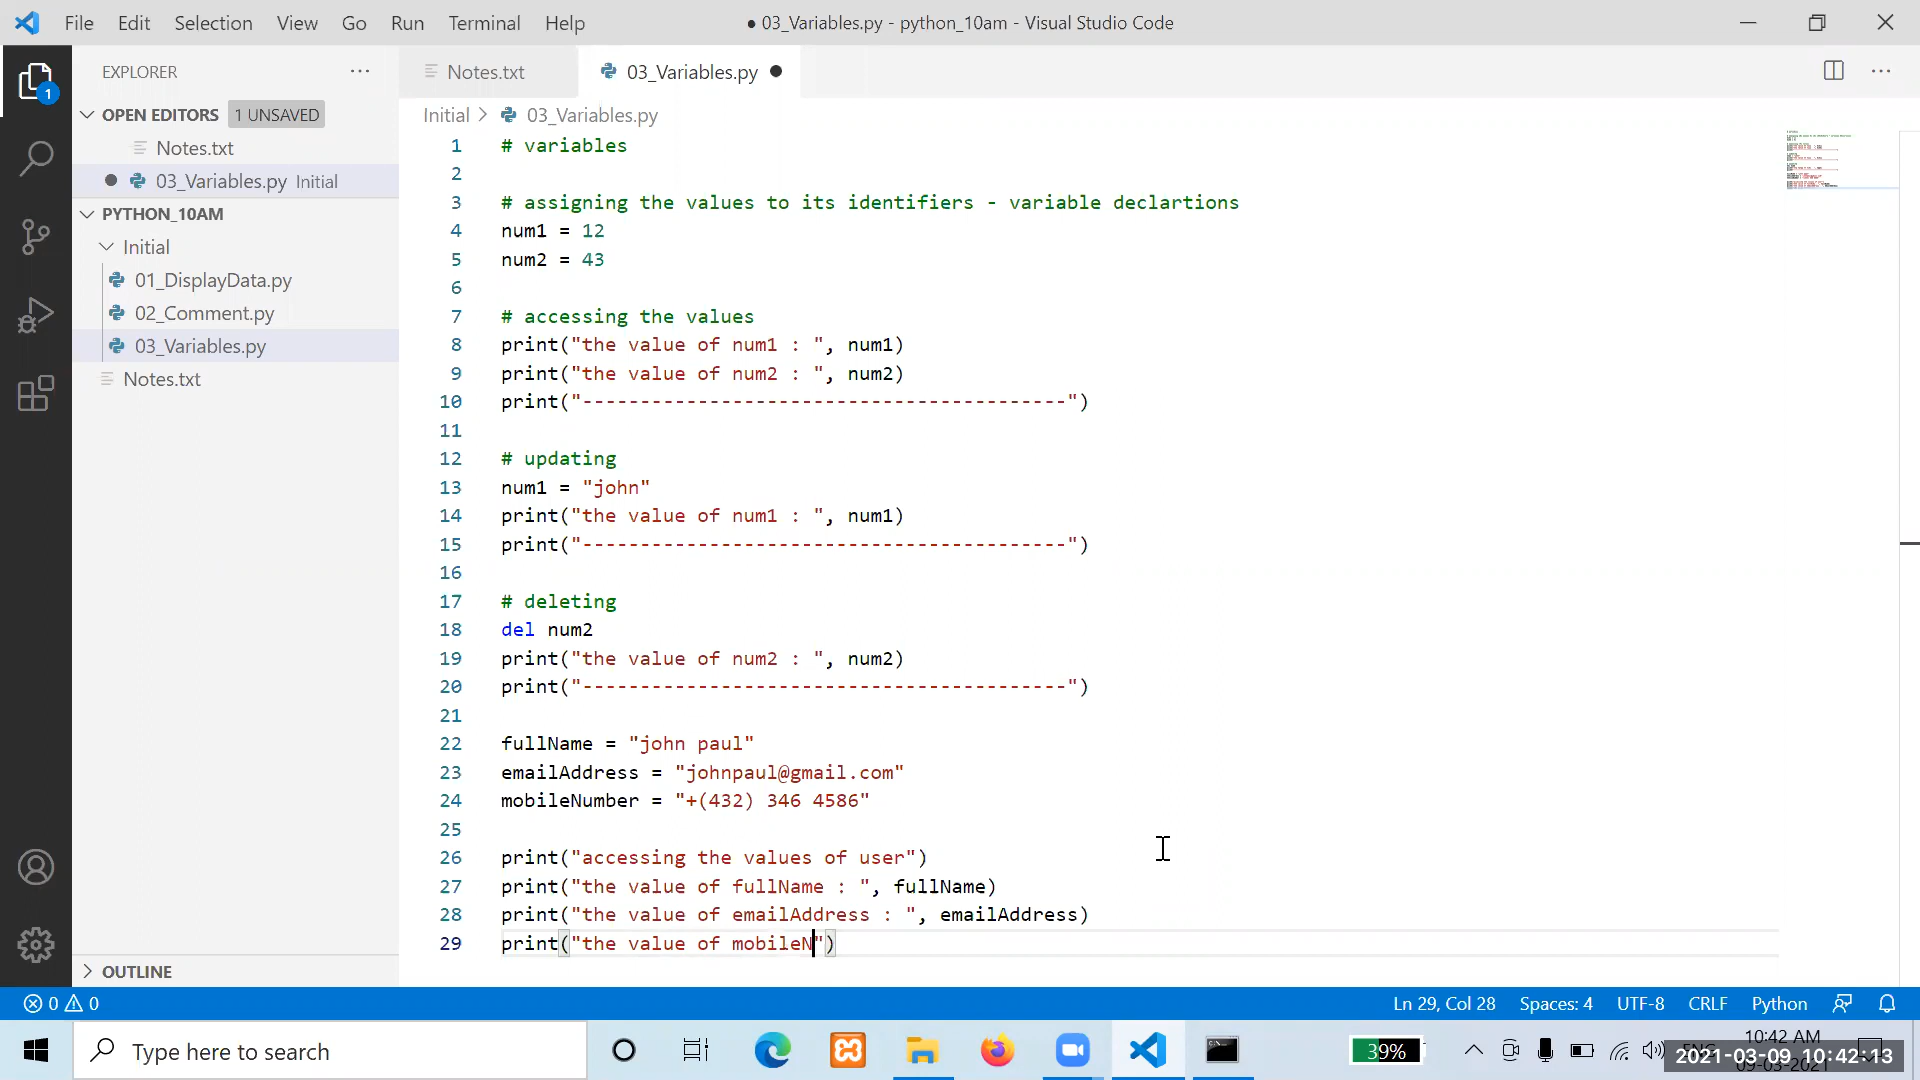 File Edit Selection View Go Run Terminal Help
● 03_Variables.py - python_10am - Visual Studio Code
EXPLORER
1
OPEN EDITORS 1 UNSAVED
Notes.txt
03_Variables.py Initial
PYTHON_10AM
Initial
01_DisplayData.py
02_Comment.py
03_Variables.py
Notes.txt
OUTLINE
Notes.txt
03_Variables.py
Initial > 03_Variables.py
1 # variables
2
3 # assigning the values to its identifiers - variable declartions
4 num1 = 12
5 num2 = 43
6
7 # accessing the values
8 print("the value of num1 : ", num1)
9 print("the value of num2 : ", num2)
10 print("------------------------------------------")
11
12 # updating
13 num1 = "john"
14 print("the value of num1 : ", num1)
15 print("------------------------------------------")
16
17 # deleting
18 del num2
19 print("the value of num2 : ", num2)
20 print("------------------------------------------")
21
22 fullName = "john paul"
23 emailAddress = "johnpaul@gmail.com"
24 mobileNumber = "+(432) 346 4586"
25
26 print("accessing the values of user")
27 print("the value of fullName : ", fullName)
28 print("the value of emailAddress : ", emailAddress)
29 print("the value of mobileN")
0 0
Ln 29, Col 28 Spaces: 4 UTF-8 CRLF Python
Type here to search
39%
10:42 AM
09-03-2021
2021-03-09 10:42:13